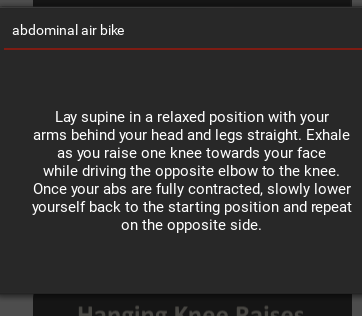 abdominal air bike
Lay supine in a relaxed position with your
arms behind your head and legs straight. Exhale
as you raise one knee towards your face
while driving the opposite elbow to the knee.
Once your abs are fully contracted, slowly lower
yourself back to the starting position and repeat
on the opposite side.
Hanging Knee Raises